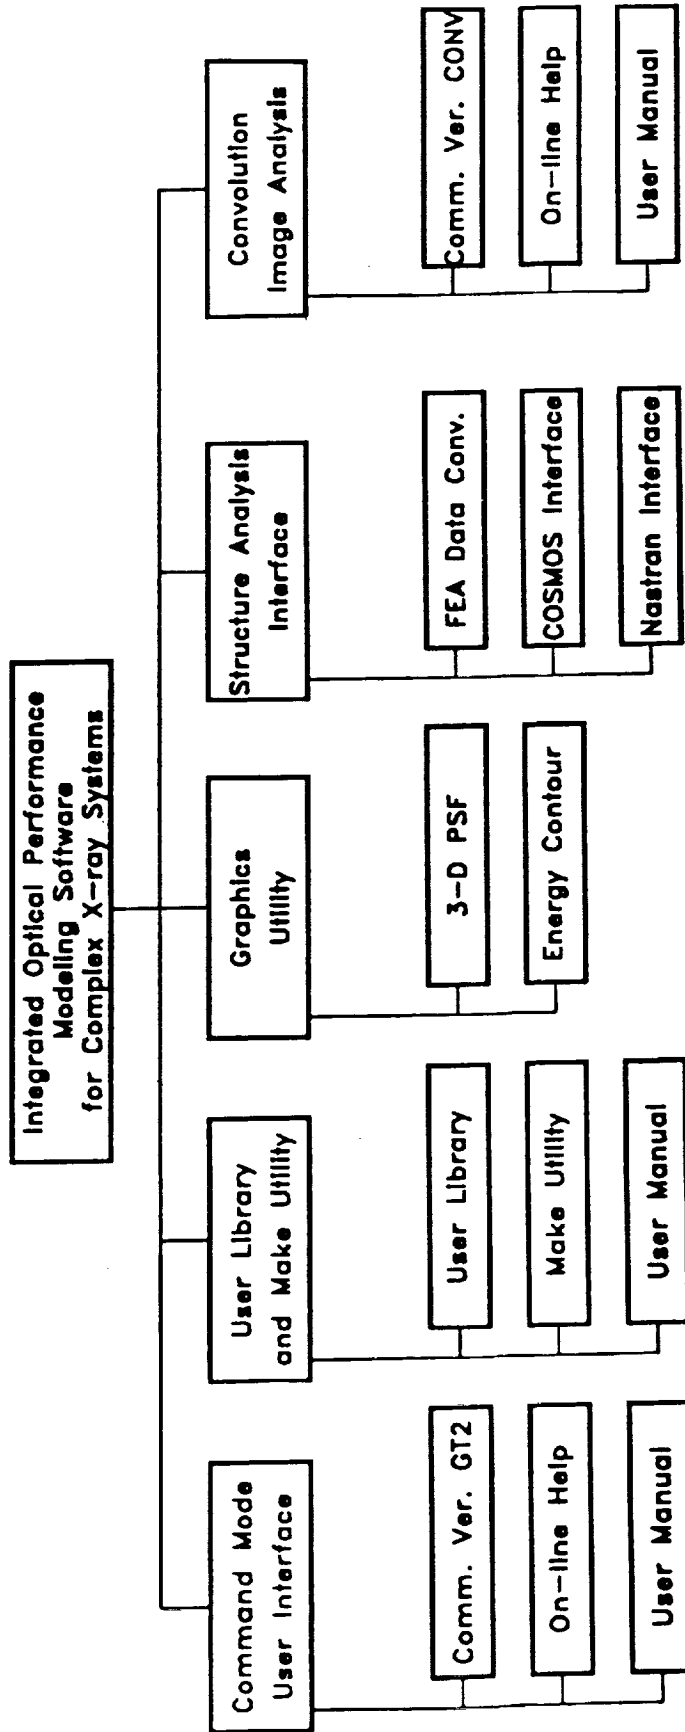 Integrated Optical Performance
Modeling Software
for Complex X-ray Systems
Command Mode
User Interface
Comm. Ver. GT2
On-line Help
User Manual
User Library
and Make Utility
User Library
Make Utility
User Manual
Graphics
Utility
3-D PSF
Energy Contour
Structure Analysis
Interface
FEA Data Conv.
COSMOS Interface
Nastran Interface
Convolution
Image Analysis
Comm. Ver. CONV
On-line Help
User Manual